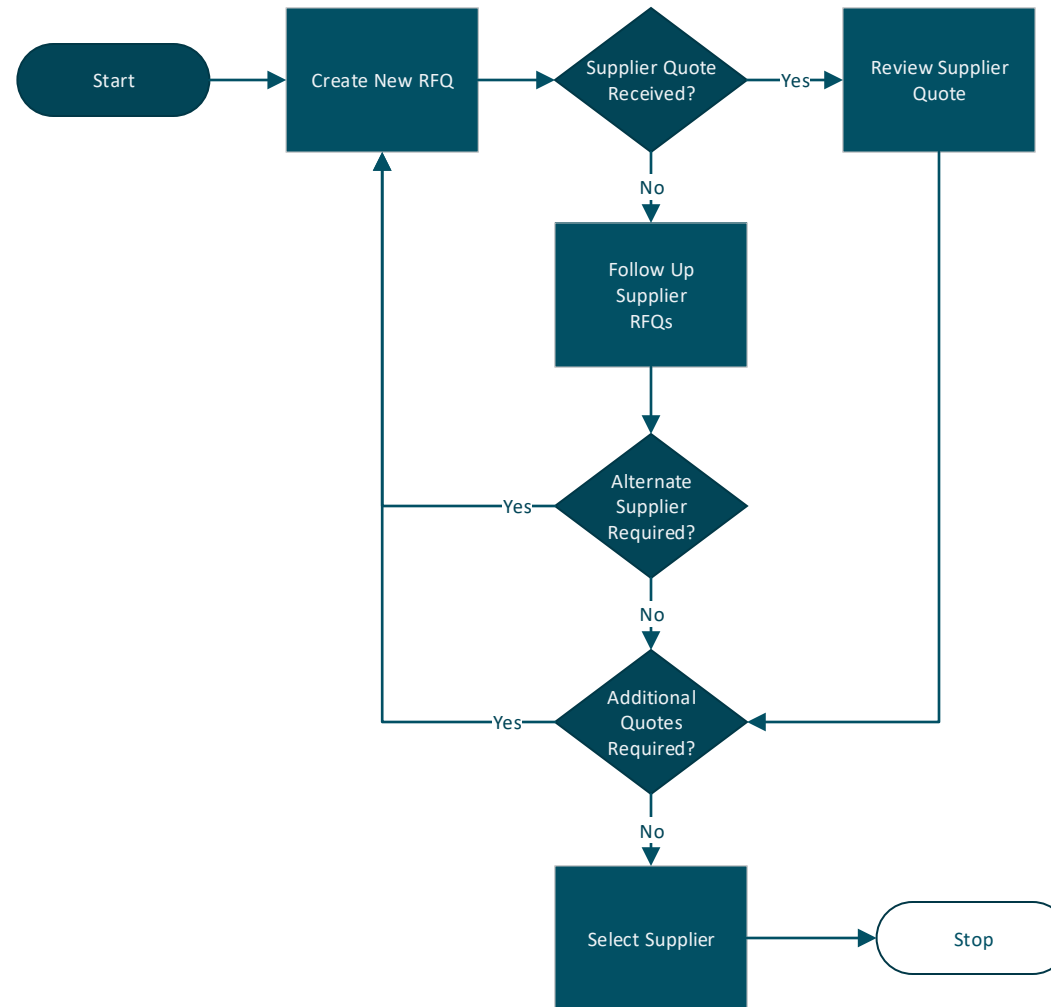 Start
Create New RFQ
Supplier Quote
Received?
Yes
Review Supplier
Quote
No
Follow Up
Supplier
RFQs
Alternate
Supplier
Required?
Yes
No
Additional
Quotes
Required?
Yes
No
Select Supplier
Stop